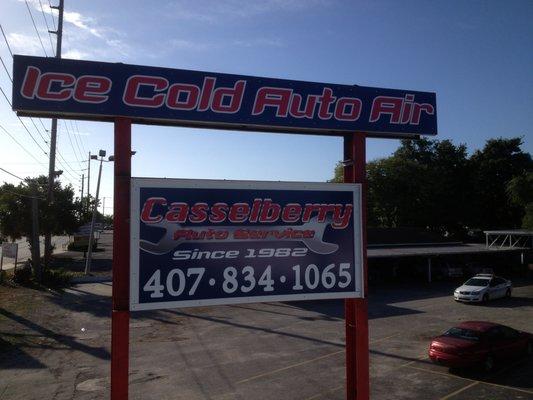 Ice Cold Auto Air
Casselberry
Auto Service
Since 1982
407·834·1065